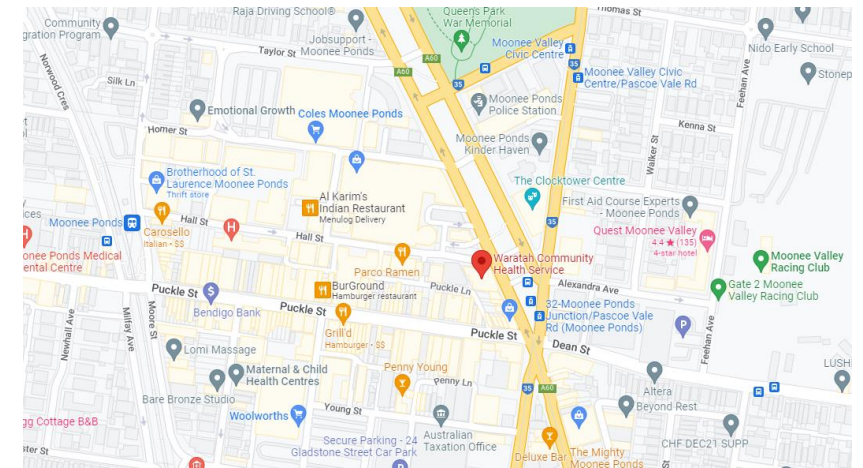 Raja Driving School®
Queens Park
War Memorial
Thomas St
Community
gration Program
Jobsupport -
Moonee Ponds
Taylor St
A60
A60
Moonee Valley
Civic Centre
35
Nido Early School
Norwood Cres
Silk Ln
35
Moonee Valley Civic
Centre/Pascoe Vale Rd
Stonep
Feehan Ave
Emotional Growth
Coles Moonee Ponds
Moonee Ponds
Police Station
Homer St
Kenna St
Moonee Ponds
Kinder Haven
Walker St
Brotherhood of St.
Laurence Moonee Ponds
Thrift store
The Clocktower Centre
Al Karim's
Indian Restaurant
Menulog Delivery
First Aid Course Experts
- Moonee Ponds
ces
Moonee Ponds
Carosello
Italian • $$
Hall St
Hall St
35
Quest Moonee Valley
4.4 ★ (135)
4-star hotel
onee Ponds Medical
ental Centre
Parco Ramen
Waratah Community
Health Service
Moonee Valley
Racing Club
Puckle St
BurGround
Hamburger restaurant
Puckle Ln
Alexandra Ave
Gate 2 Moonee
Valley Racing Club
Bendigo Bank
Puckle St
32-Moonee Ponds
Junction/Pascoe Vale
Rd (Moonee Ponds)
Newhall Ave
Milfay Ave
Moore St
Grill'd
Hamburger • $$
Puckle St
Dean St
Feehan Ave
Lomi Massage
Penny Young
LUSH
Maternal & Child
Health Centres
Penny Ln
35
A60
Altera
Bare Bronze Studio
Beyond Rest
Woolworths
Young St
gg Cottage B&B
Secure Parking - 24
Gladstone Street Car Park
Australian
Taxation Office
CHF DEC21 SUPP
ster St
Deluxe Bar
The Mighty
Moonee Ponds